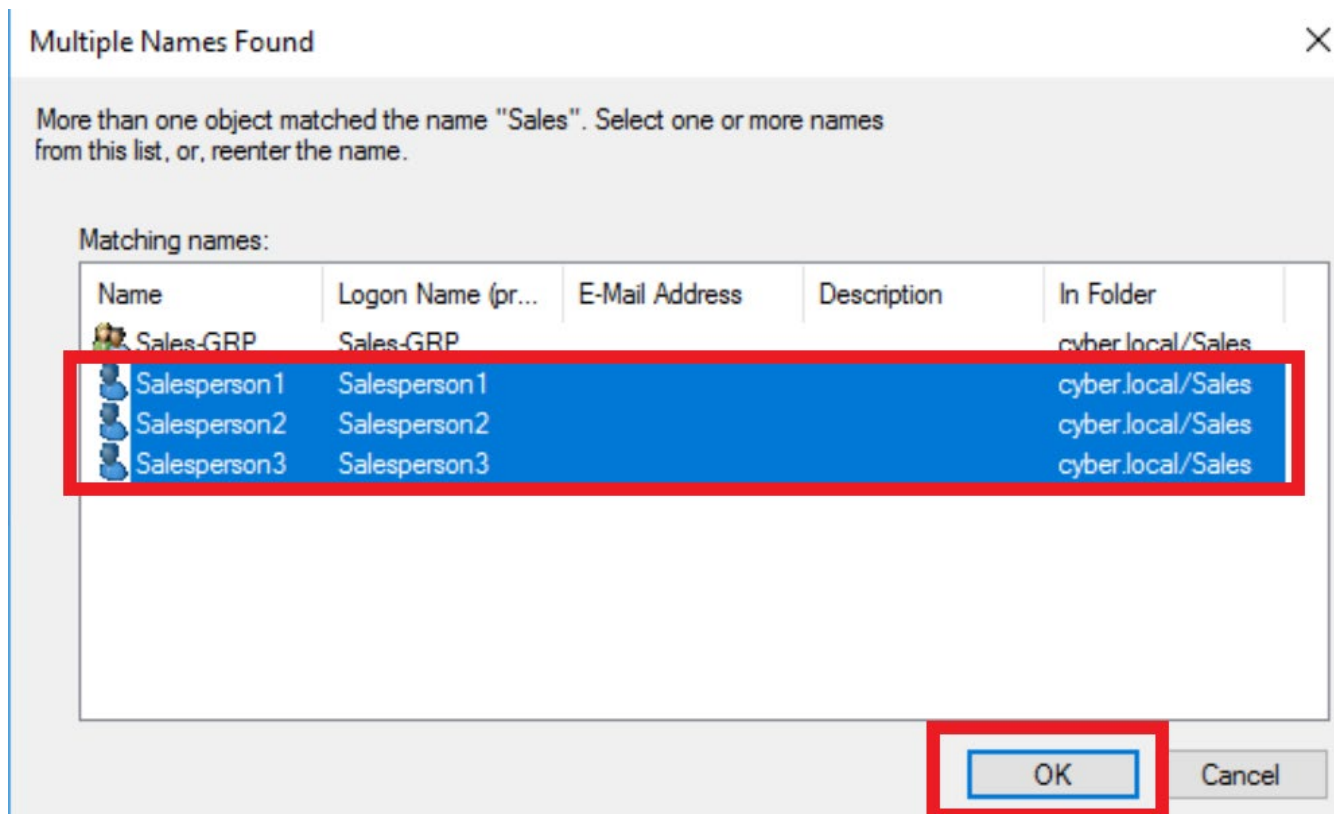 Multiple Names Found
More than one object matched the name "Sales". Select one or more names
from this list, or, reenter the name.
Matching names:
Name Logon Name (pr... E-Mail Address Description In Folder
Sales-GRP Sales-GRP cyber.local/Sales
Salesperson1 Salesperson1 cyber.local/Sales
Salesperson2 Salesperson2 cyber.local/Sales
Salesperson3 Salesperson3 cyber.local/Sales
OK Cancel